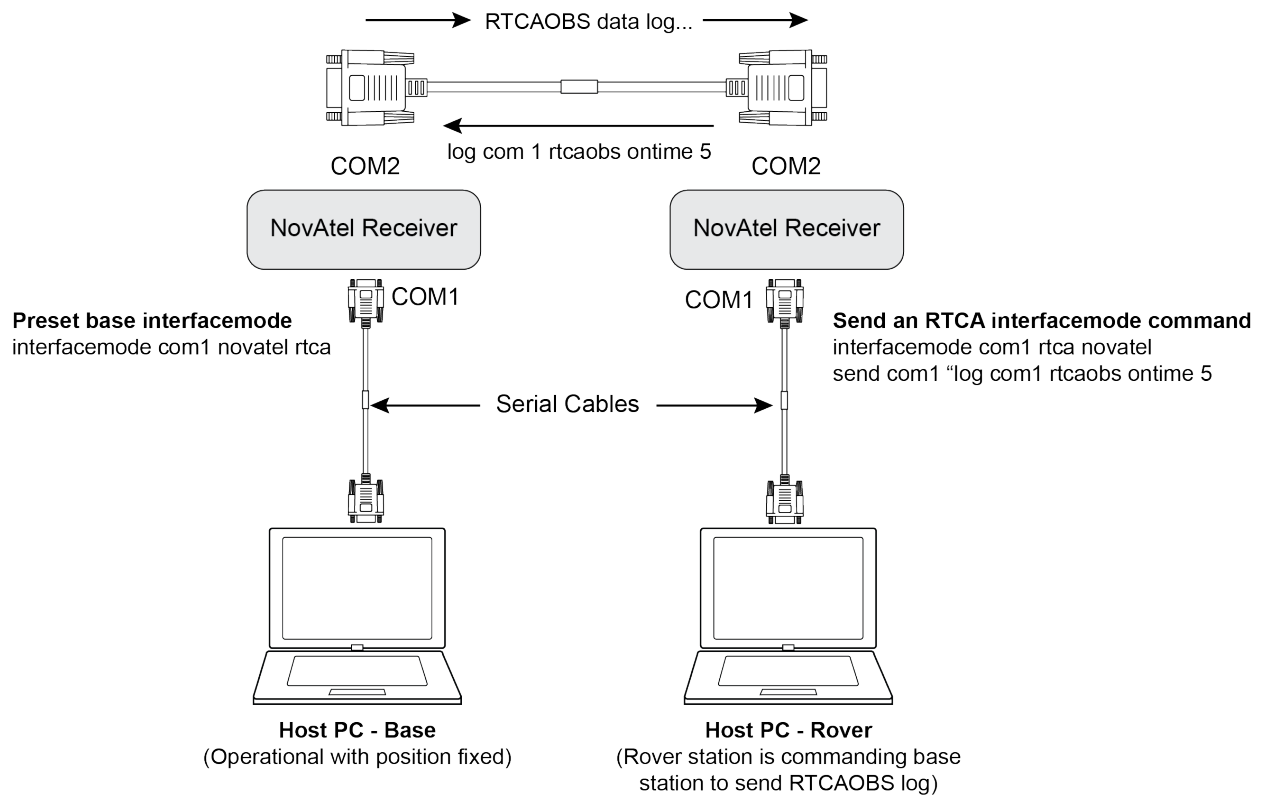 RTCAOBS data log...
log com 1 rtcaobs ontime 5
COM2
COM2
NovAtel Receiver
NovAtel Receiver
COM1
COM1
Preset base interfacemode
interfacemode com1 novatel rtca
Send an RTCA interfacemode command
interfacemode com1 rtca novatel
send com1 “log com1 rtcaobs ontime 5
Serial Cables
Host PC - Base
(Operational with position fixed)
Host PC - Rover
(Rover station is commanding base
station to send RTCAOBS log)